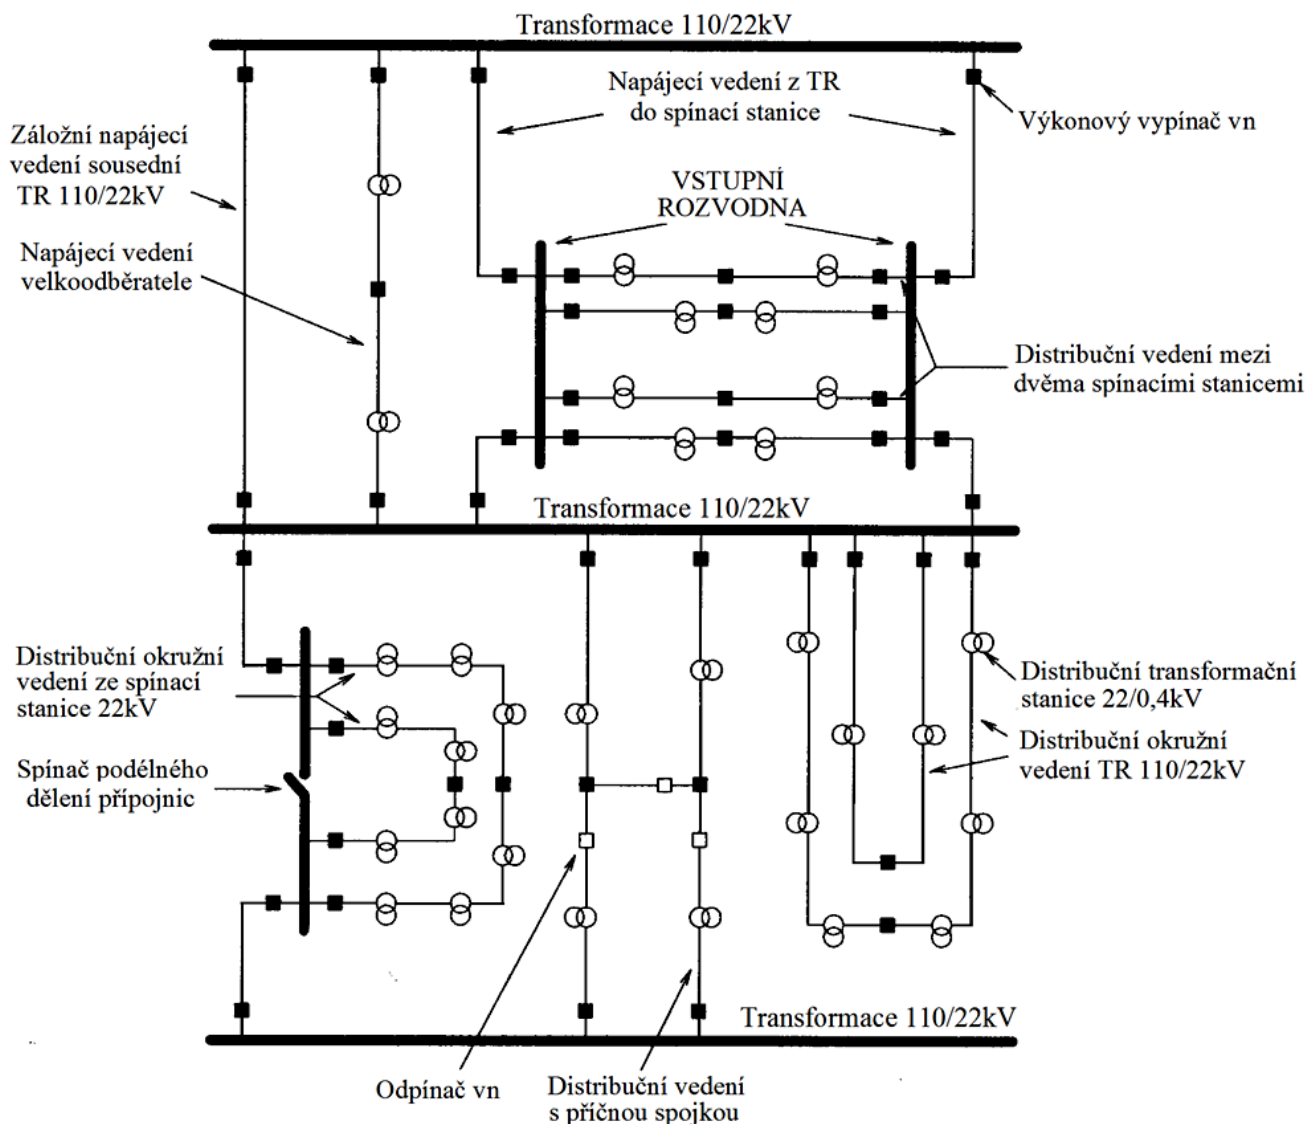 Transformace 110/22kV
Napájecí vedení z TR
do spínací stanice
Výkonový vypínač vn
Záložní napájecí
vedení sousední
TR 110/22kV
VSTUPNÍ
ROZVODNA
Napájecí vedení
velkoodběratele
Distribuční vedení mezi
dvěma spínacími stanicemi
Transformace 110/22kV
Distribuční okružní
vedení ze spínací
stanice 22kV
Distribuční transformační
stanice 22/0,4kV
Distribuční okružní
vedení TR 110/22kV
Spínač podélného
dělení přípojnic
Transformace 110/22kV
Odpínač vn
Distribuční vedení
s příčnou spojkou